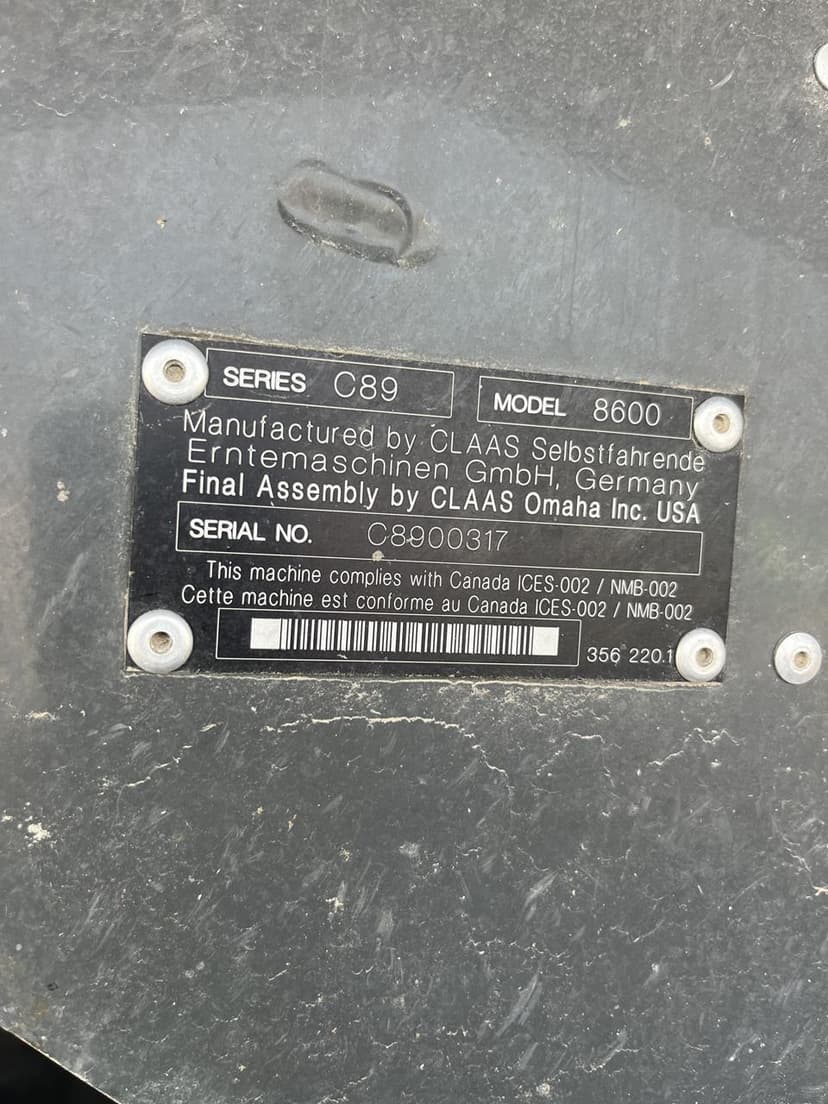 SERIES C89 MODEL 8600
Manufactured by CLAAS Selbstfahrende
Erntemaschinen GmbH, Germany
Final Assembly by CLAAS Omaha Inc. USA
SERIAL NO. C8900317
This machine complies with Canada ICES-002 / NMB-002
Cette machine est conforme au Canada ICES-002 / NMB-002
356 220.1